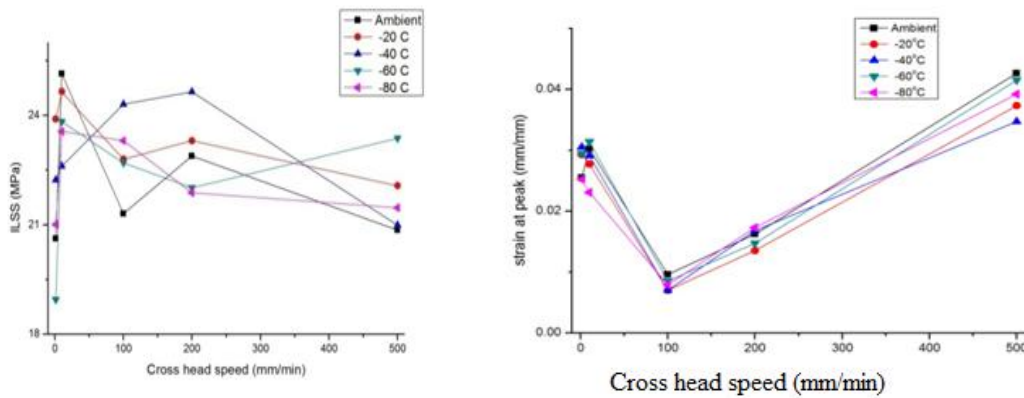 Ambient
-20 C
-40 C
-60 C
-80 C
24
21
18
ILSS (MPa)
0 100 200 300 400 500
Cross head speed (mm/min)
Ambient
-20°C
-40°C
-60°C
-80°C
0.04
0.02
0.00
strain at peak (mm/mm)
0 100 200 300 400 500
Cross head speed (mm/min)